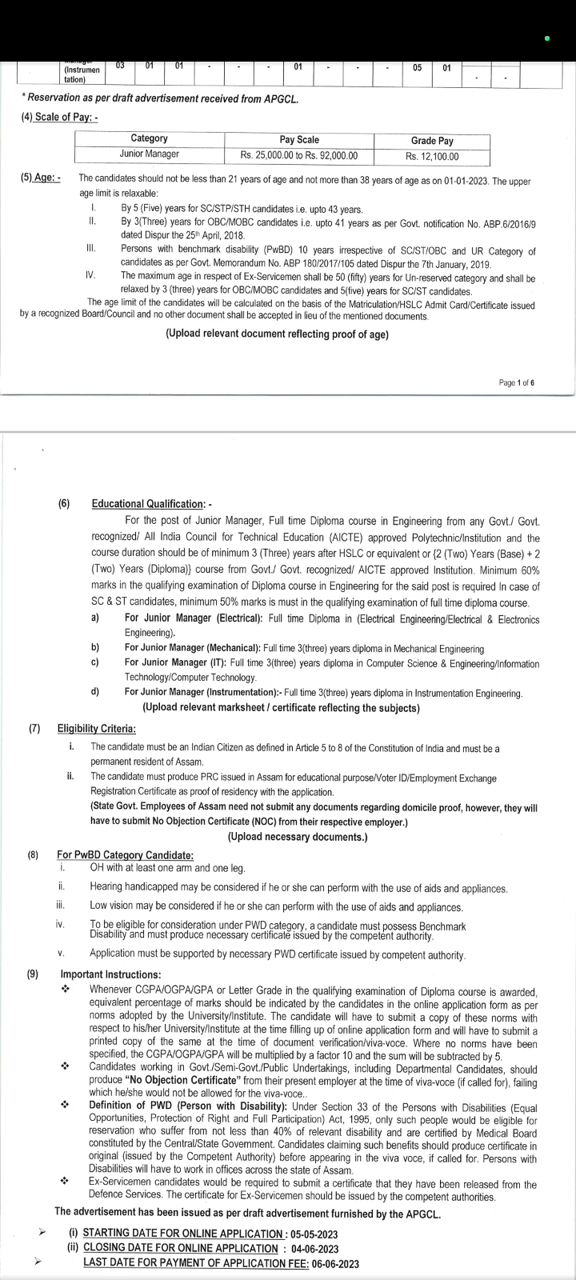 (Instrumen
tation)
03 01 01 - - - 01 - - - 05 01 - -
* Reservation as per draft advertisement received from APGCL.
(4) Scale of Pay: -
Category Pay Scale Grade Pay
Junior Manager Rs. 25,000.00 to Rs. 92,000.00 Rs. 12,100.00
(5) Age: - The candidates should not be less than 21 years of age and not more than 38 years of age as on 01-01-2023. The upper
age limit is relaxable:
I. By 5 (Five) years for SC/STP/STH candidates i.e. upto 43 years.
II. By 3(Three) years for OBC/MOBC candidates i.e. upto 41 years as per Govt. notification No. ABP.6/2016/9
dated Dispur the 25th April, 2018.
III. Persons with benchmark disability (PwBD) 10 years irrespective of SC/ST/OBC and UR Category of
candidates as per Govt. Memorandum No. ABP 180/2017/105 dated Dispur the 7th January, 2019.
IV. The maximum age in respect of Ex-Servicemen shall be 50 (fifty) years for Un-reserved category and shall be
relaxed by 3 (three) years for OBC/MOBC candidates and 5(five) years for SC/ST candidates.
The age limit of the candidates will be calculated on the basis of the Matriculation/HSLC Admit Card/Certificate issued
by a recognized Board/Council and no other document shall be accepted in lieu of the mentioned documents.
(Upload relevant document reflecting proof of age)
Page 1 of 6
(6) Educational Qualification: -
For the post of Junior Manager, Full time Diploma course in Engineering from any Govt./ Govt.
recognized/ All India Council for Technical Education (AICTE) approved Polytechnic/Institution and the
course duration should be of minimum 3 (Three) years after HSLC or equivalent or {2 (Two) Years (Base) + 2
(Two) Years (Diploma)} course from Govt./ Govt. recognized/ AICTE approved Institution. Minimum 60%
marks in the qualifying examination of Diploma course in Engineering for the said post is required In case of
SC & ST candidates, minimum 50% marks is must in the qualifying examination of full time diploma course.
a) For Junior Manager (Electrical): Full time Diploma in (Electrical Engineering/Electrical & Electronics
Engineering).
b) For Junior Manager (Mechanical): Full time 3(three) years diploma in Mechanical Engineering
c) For Junior Manager (IT): Full time 3(three) years diploma in Computer Science & Engineering/Information
Technology/Computer Technology.
d) For Junior Manager (Instrumentation):- Full time 3(three) years diploma in Instrumentation Engineering.
(Upload relevant marksheet / certificate reflecting the subjects)
(7) Eligibility Criteria:
i. The candidate must be an Indian Citizen as defined in Article 5 to 8 of the Constitution of India and must be a
permanent resident of Assam.
ii. The candidate must produce PRC issued in Assam for educational purpose/Voter ID/Employment Exchange
Registration Certificate as proof of residency with the application.
(State Govt. Employees of Assam need not submit any documents regarding domicile proof, however, they will
have to submit No Objection Certificate (NOC) from their respective employer.)
(Upload necessary documents.)
(8) For PwBD Category Candidate:
i. OH with at least one arm and one leg.
ii. Hearing handicapped may be considered if he or she can perform with the use of aids and appliances.
iii. Low vision may be considered if he or she can perform with the use of aids and appliances.
iv. To be eligible for consideration under PWD category, a candidate must possess Benchmark
Disability and must produce necessary certificate issued by the competent authority.
v. Application must be supported by necessary PWD certificate issued by competent authority.
(9) Important Instructions:
❖ Whenever CGPA/OGPA/GPA or Letter Grade in the qualifying examination of Diploma course is awarded,
equivalent percentage of marks should be indicated by the candidates in the online application form as per
norms adopted by the University/Institute. The candidate will have to submit a copy of these norms with
respect to his/her University/Institute at the time filling up of online application form and will have to submit a
printed copy of the same at the time of document verification/viva-voce. Where no norms have been
specified, the CGPA/OGPA/GPA will be multiplied by a factor 10 and the sum will be subtracted by 5.
❖ Candidates working in Govt./Semi-Govt./Public Undertakings, including Departmental Candidates, should
produce "No Objection Certificate" from their present employer at the time of viva-voce (if called for), failing
which he/she would not be allowed for the viva-voce..
❖ Definition of PWD (Person with Disability): Under Section 33 of the Persons with Disabilities (Equal
Opportunities, Protection of Right and Full Participation) Act, 1995, only such people would be eligible for
reservation who suffer from not less than 40% of relevant disability and are certified by Medical Board
constituted by the Central/State Government. Candidates claiming such benefits should produce certificate in
original (issued by the Competent Authority) before appearing in the viva voce, if called for. Persons with
Disabilities will have to work in offices across the state of Assam.
❖ Ex-Servicemen candidates would be required to submit a certificate that they have been released from the
Defence Services. The certificate for Ex-Servicemen should be issued by the competent authorities.
The advertisement has been issued as per draft advertisement furnished by the APGCL.
➢ (i) STARTING DATE FOR ONLINE APPLICATION : 05-05-2023
(ii) CLOSING DATE FOR ONLINE APPLICATION : 04-06-2023
➢ LAST DATE FOR PAYMENT OF APPLICATION FEE: 06-06-2023